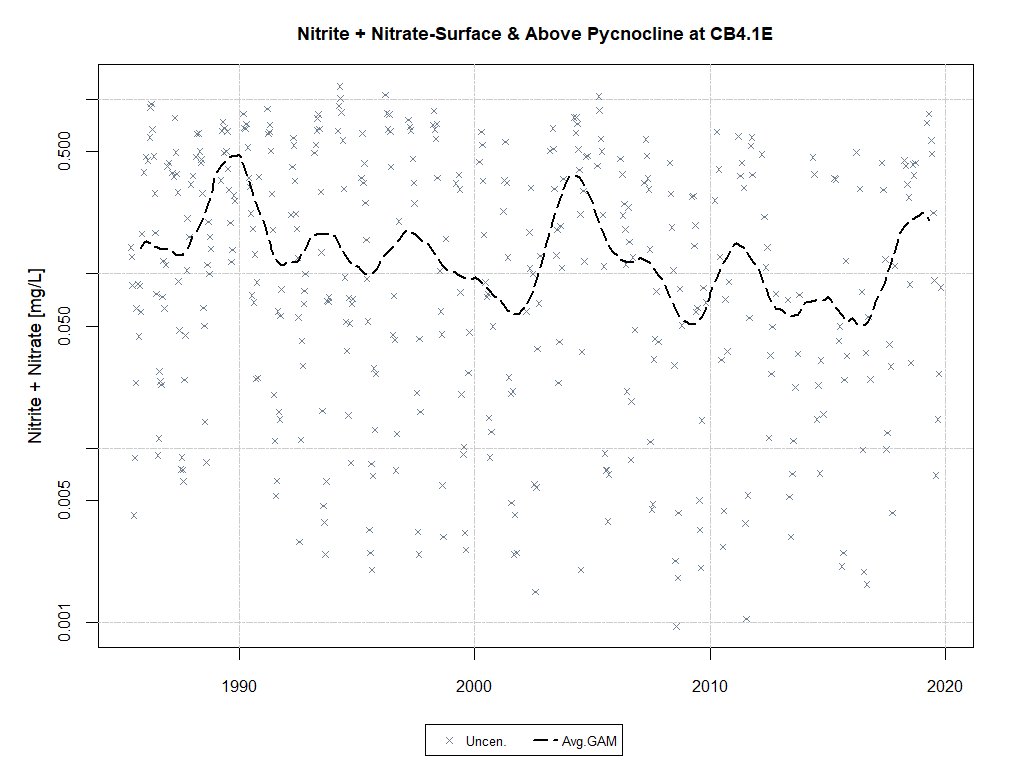 Nitrite + Nitrate-Surface & Above Pycnocline at CB4.1E
Nitrite + Nitrate [mg/L]
0.500
0.050
0.005
0.001
1990 2000 2010 2020
Uncen. Avg.GAM